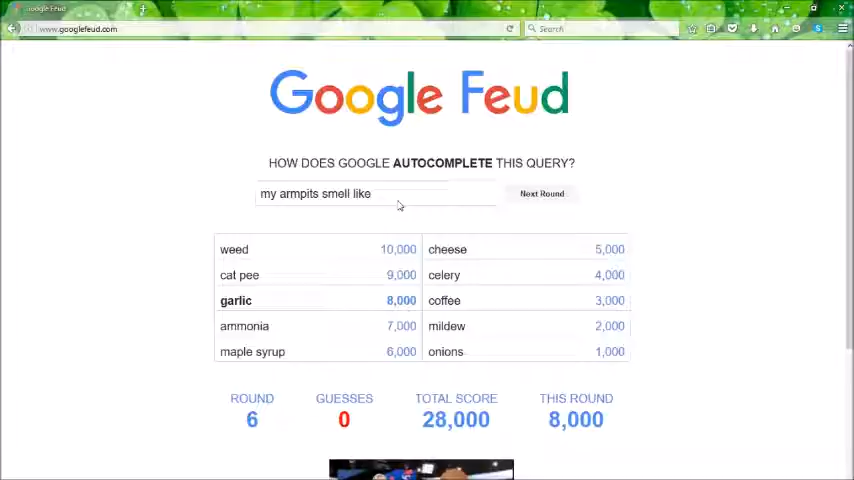 Google Feud
www.googlefeud.com
Search
Google Feud
HOW DOES GOOGLE AUTOCOMPLETE THIS QUERY?
my armpits smell like
Next Round
weed 10,000 cheese 5,000
cat pee 9,000 celery 4,000
garlic 8,000 coffee 3,000
ammonia 7,000 mildew 2,000
maple syrup 6,000 onions 1,000
ROUND GUESSES TOTAL SCORE THIS ROUND
6 0 28,000 8,000